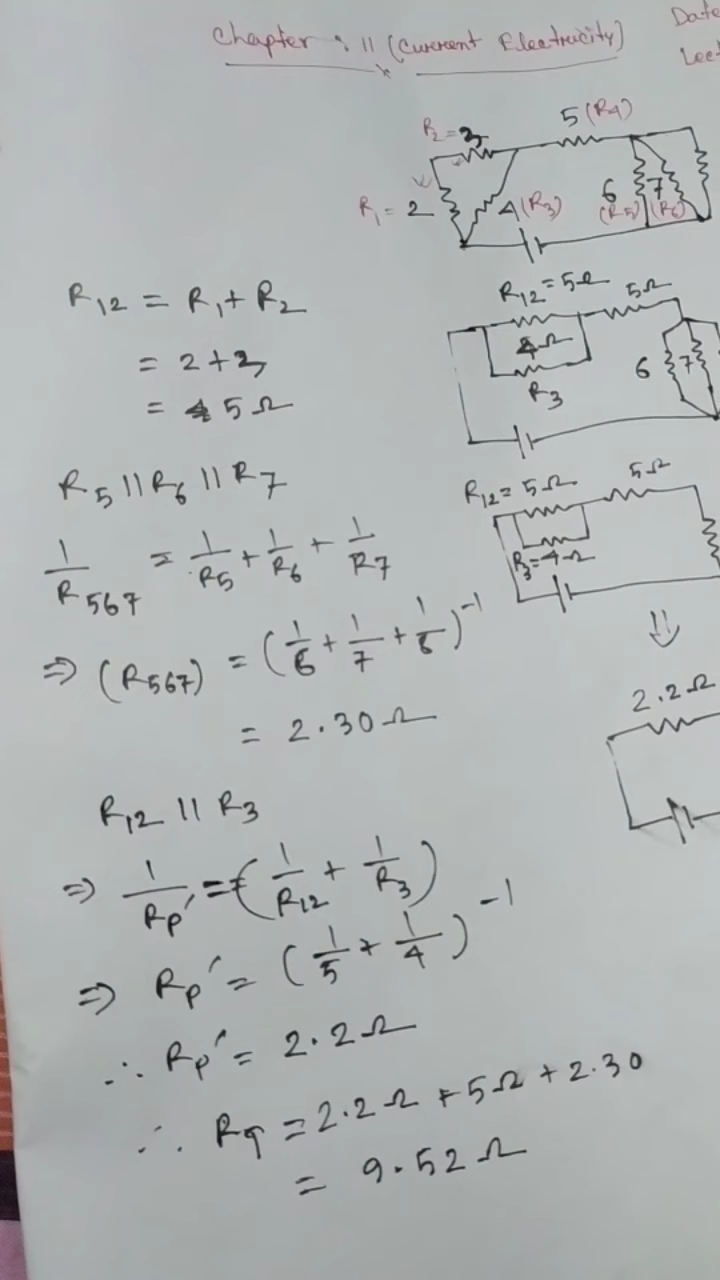 Chapter : 11 (Current Electricity)
Date
Lect
R₂ = 3
5 (R₄)
R₁ = 2
4 (R₃)
6 (R₅)
7 (R₆)
R₁₂ = R₁ + R₂
= 2 + 3
= 5 Ω
R₁₂ = 5Ω
5Ω
4Ω
R₃
6
7
R₅ || R₆ || R₇
1/R₅₆₇ = 1/R₅ + 1/R₆ + 1/R₇
⇒ (R₅₆₇) = (1/6 + 1/7 + 1/8)⁻¹
= 2.30 Ω
R₁₂ = 5Ω
5Ω
R₃ = 4Ω
⇓
2.2Ω
R₁₂ || R₃
⇒ 1/Rp′ = (1/R₁₂ + 1/R₃)
⇒ Rp′ = (1/5 + 1/4)⁻¹
∴ Rp′ = 2.2 Ω
∴ Rq = 2.2 Ω + 5Ω + 2.30
= 9.52 Ω